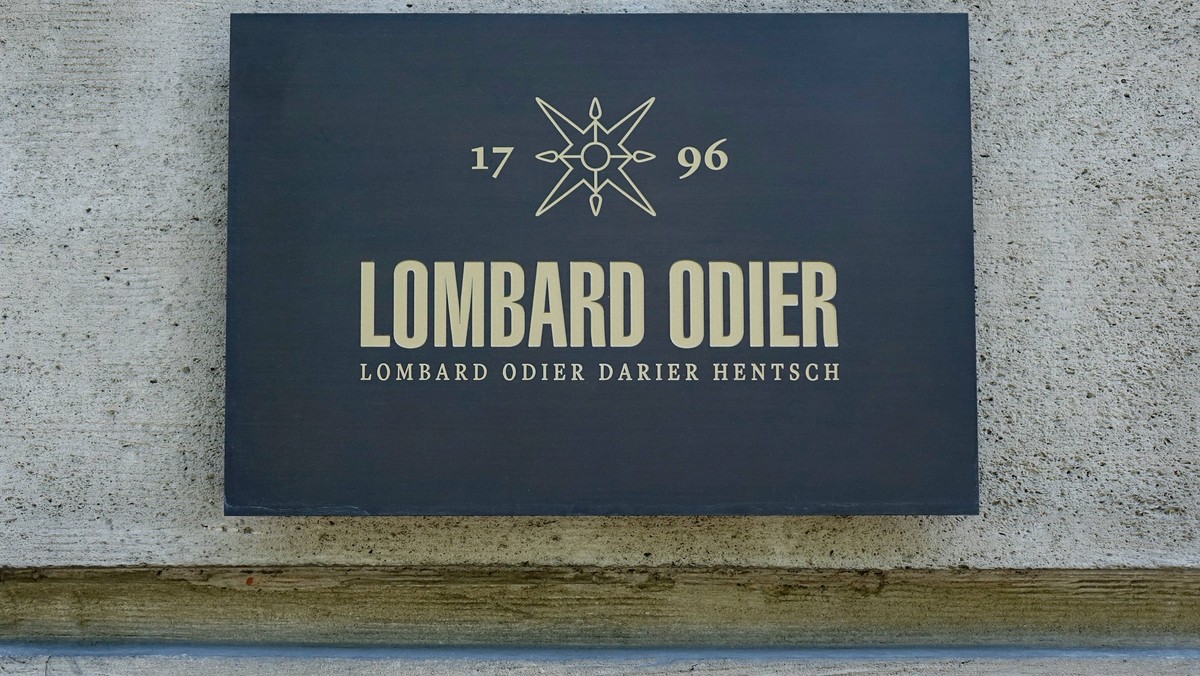 17 96
LOMBARD ODIER
LOMBARD ODIER DARIER HENTSCH